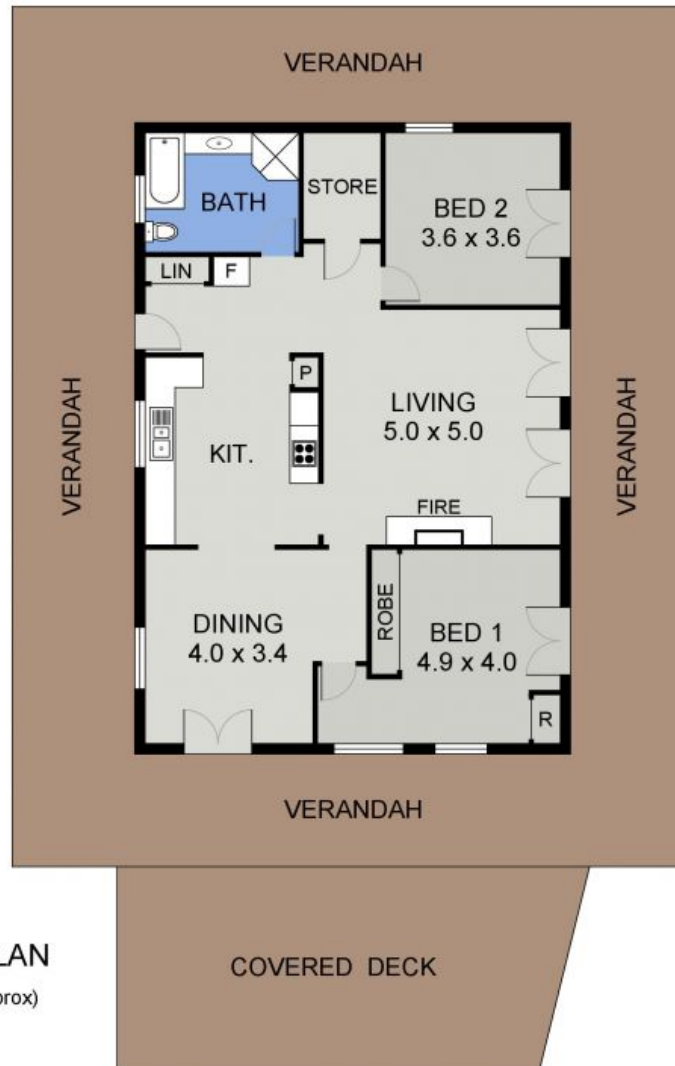 VERANDAH
BATH
STORE
BED 2
3.6 x 3.6
LIN
F
VERANDAH
P
KIT.
LIVING
5.0 x 5.0
VERANDAH
FIRE
DINING
4.0 x 3.4
ROBE
BED 1
4.9 x 4.0
R
VERANDAH
COVERED DECK
LAN
prox)